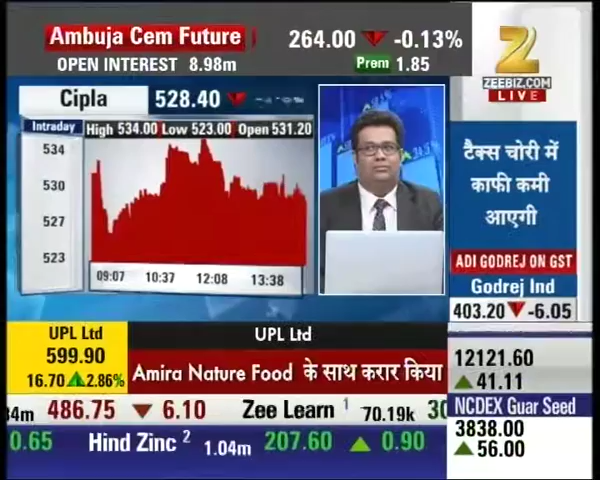 Ambuja Cem Future 264.00 -0.13%
OPEN INTEREST 8.98m Prem 1.85
Z
ZEEBIZ.COM
LIVE
Cipla 528.40
Intraday High 534.00 Low 523.00 Open 531.20
534
530
527
523
09:07 10:37 12:08 13:38
टैक्स चोरी में
काफी कमी
आएगी
ADI GODREJ ON GST
Godrej Ind
403.20 -6.05
UPL Ltd
599.90
16.70 2.86%
UPL Ltd
Amira Nature Food के साथ करार किया
12121.60
41.11
NCDEX Guar Seed
3838.00
56.00
34m 486.75 6.10 Zee Learn 1 70.19k 30
0.65 Hind Zinc 2 1.04m 207.60 0.90